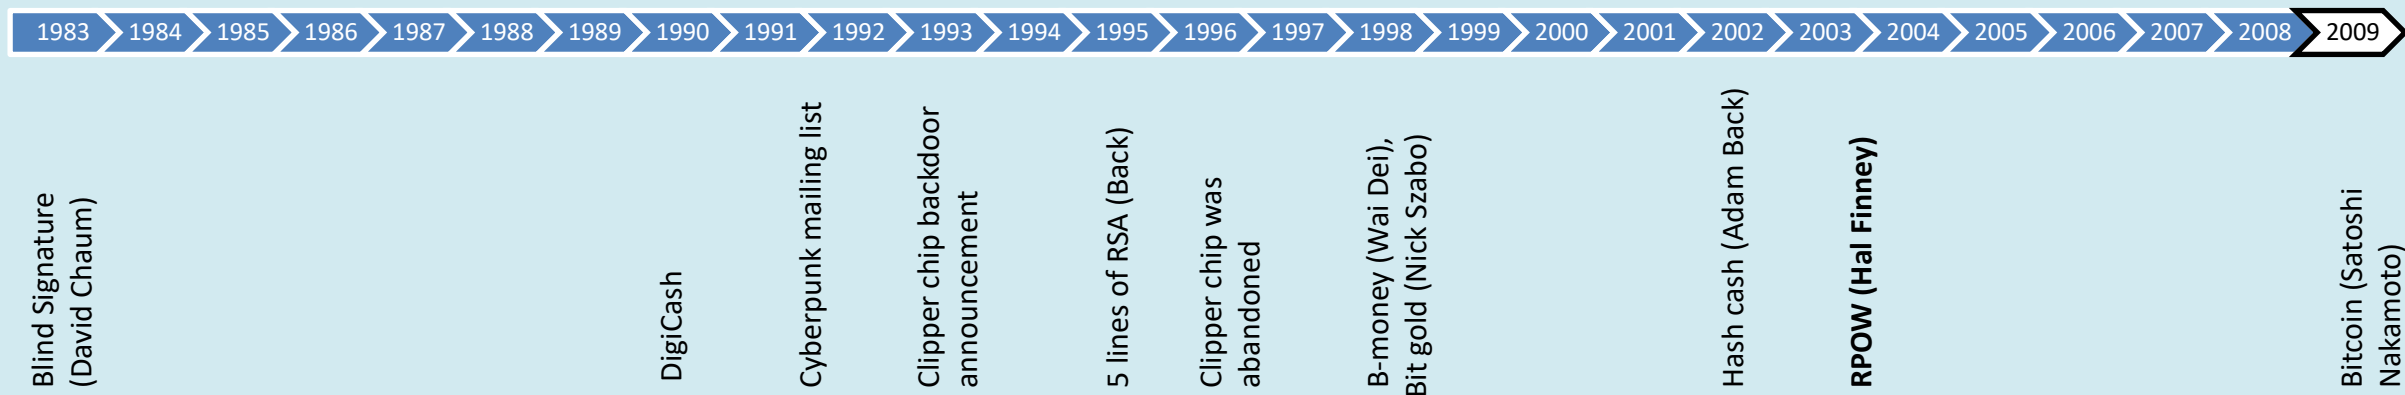 1983 1984 1985 1986 1987 1988 1989 1990 1991 1992 1993 1994 1995 1996 1997 1998 1999 2000 2001 2002 2003 2004 2005 2006 2007 2008 2009
Blind Signature
(David Chaum)
DigiCash
Cyberpunk mailing list
Clipper chip backdoor
announcement
5 lines of RSA (Back)
Clipper chip was
abandoned
B-money (Wai Dei),
Bit gold (Nick Szabo)
Hash cash (Adam Back)
RPOW (Hal Finney)
Bitcoin (Satoshi
Nakamoto)